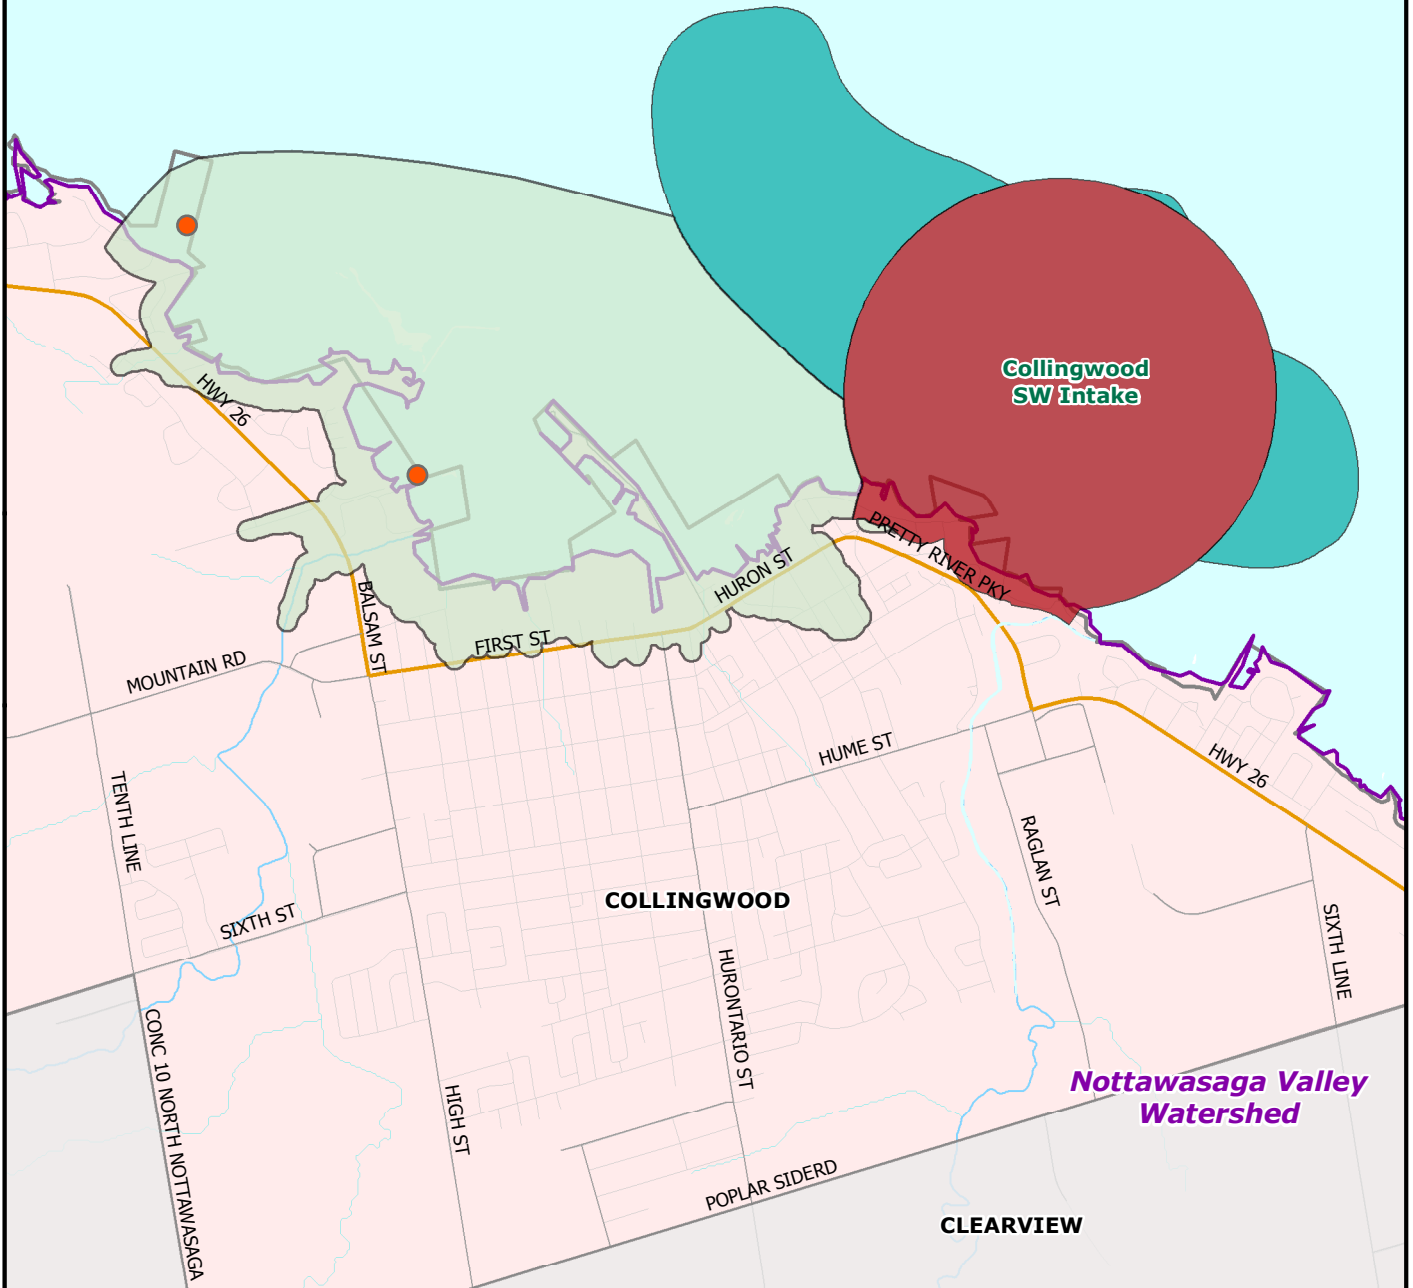 Collingwood
SW Intake
HWY 26
PRETTY RIVER PKY
HURON ST
BALSAM ST
FIRST ST
MOUNTAIN RD
HUME ST
HWY 26
TENTH LINE
RAGLAN ST
COLLINGWOOD
SIXTH ST
SIXTH LINE
HURONTARIO ST
CONC 10 NORTH NOTTAWASAGA
HIGH ST
Nottawasaga Valley
Watershed
POPLAR SIDERD
CLEARVIEW